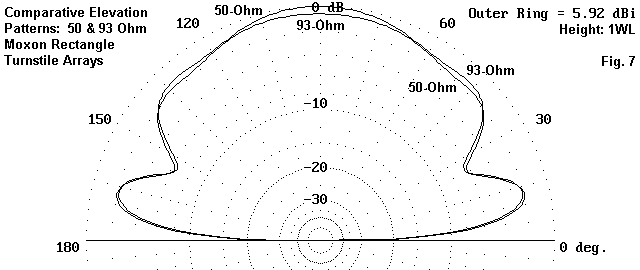 Comparative Elevation
Patterns: 50 & 93 Ohm
Moxon Rectangle
Turnstile Arrays
50-Ohm
0 dB
93-Ohm
Outer Ring = 5.92 dBi
Height: 1WL
Fig. 7
120
60
93-Ohm
50-Ohm
-10
150
30
-20
-30
180
0 deg.